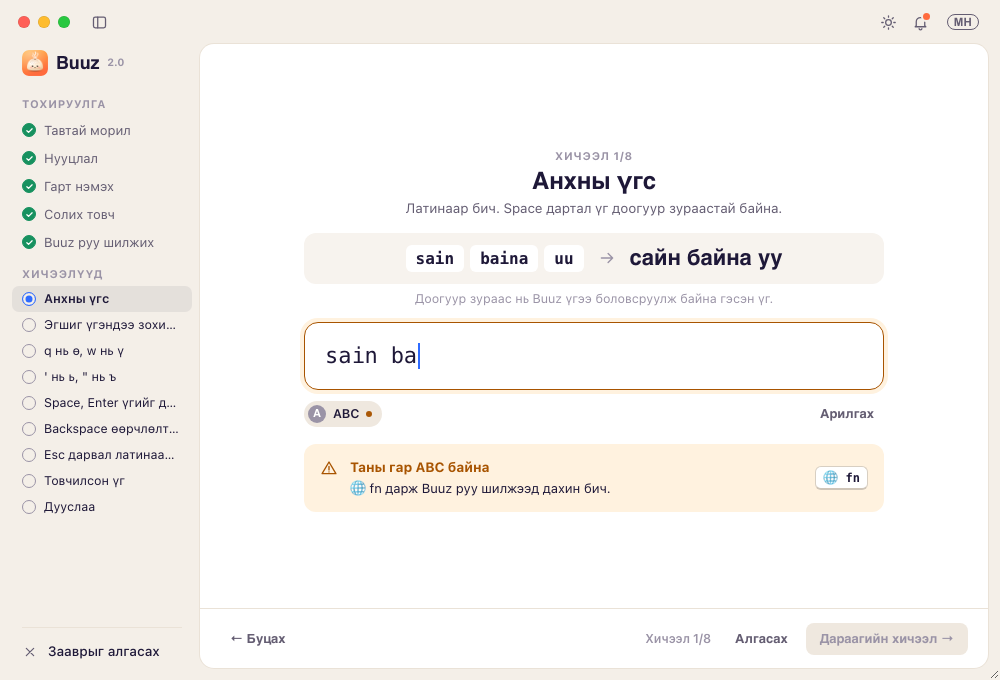 MH
Buuz 2.0
ТОХИРУУЛГА
Тавтай морил
Нууцлал
Гарт нэмэх
Солих товч
Buuz руу шилжих
ХИЧЭЭЛҮҮД
Анхны үгс
Эгшиг үгэндээ зохи...
q нь ө, w нь ү
' нь ь, " нь ъ
Space, Enter үгийг д...
Backspace өөрчлөлт...
Esc дарвал латинаа...
Товчилсон үг
Дууслаа
× Зааврыг алгасах
ХИЧЭЭЛ 1/8
Анхны үгс
Латинаар бич. Space дартал үг доогуур зураастай байна.
sain baina uu → сайн байна уу
Доогуур зураас нь Buuz үгээ боловсруулж байна гэсэн үг.
sain ba
A ABC Арилгах
Таны гар ABC байна
🌐 fn дарж Buuz руу шилжээд дахин бич.
🌐 fn
← Буцах Хичээл 1/8 Алгасах Дараагийн хичээл →